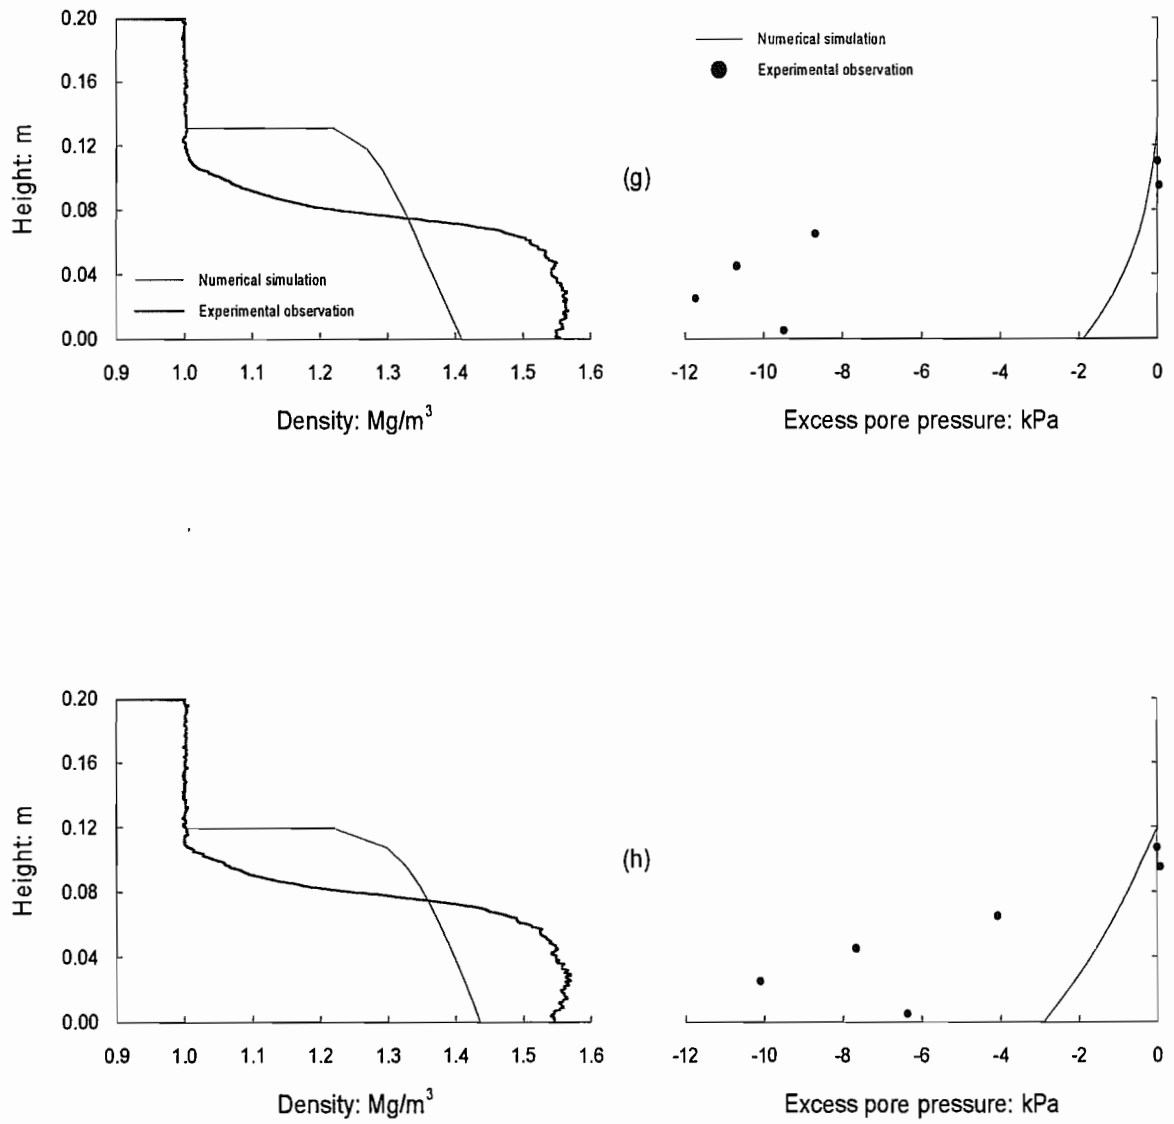 0.20
0.16
0.12
0.08
0.04
0.00
Height: m
Numerical simulation
Experimental observation
0.9 1.0 1.1 1.2 1.3 1.4 1.5 1.6
Density: Mg/m³
(g)
Numerical simulation
Experimental observation
-12 -10 -8 -6 -4 -2 0
Excess pore pressure: kPa
0.20
0.16
0.12
0.08
0.04
0.00
Height: m
0.9 1.0 1.1 1.2 1.3 1.4 1.5 1.6
Density: Mg/m³
(h)
-12 -10 -8 -6 -4 -2 0
Excess pore pressure: kPa